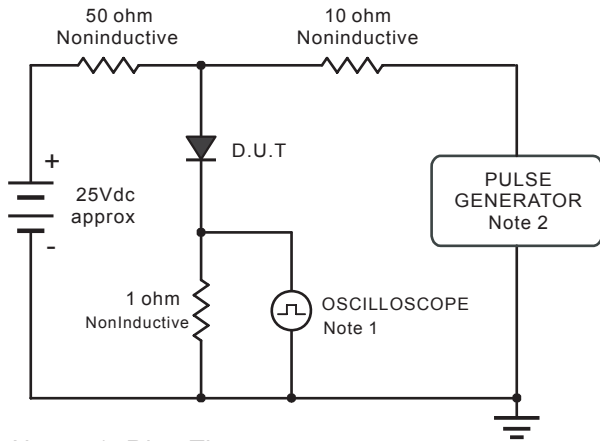 50 ohm
Noninductive
10 ohm
Noninductive
D.U.T
+
25Vdc
approx
-
PULSE
GENERATOR
Note 2
1 ohm
NonInductive
OSCILLOSCOPE
Note 1